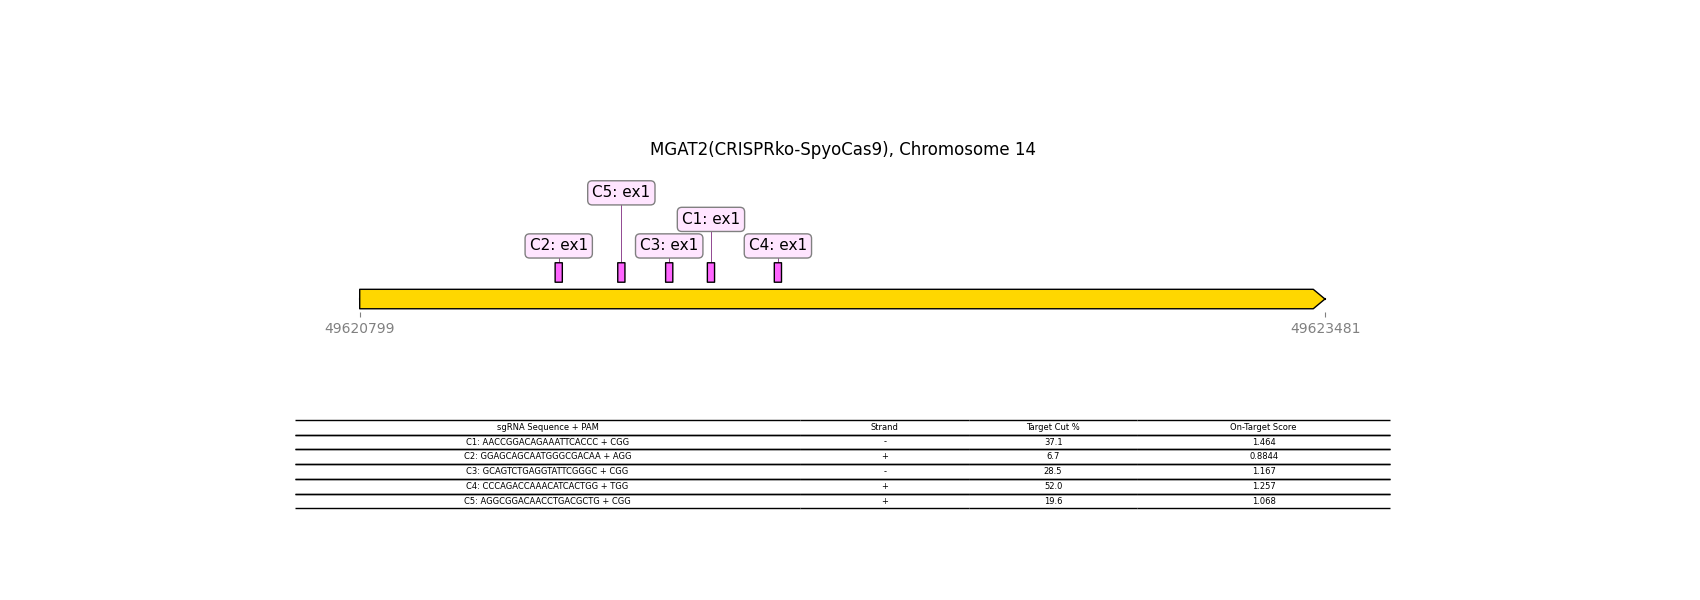 MGAT2(CRISPRko-SpyoCas9), Chromosome 14
C5: ex1
C1: ex1
C2: ex1 C3: ex1 C4: ex1
49620799 49623481
sgRNA Sequence + PAM Strand Target Cut % On-Target Score
C1: AACCGGACAGAAATTCACCC + CGG - 37.1 1.464
C2: GGAGCAGCAATGGGCGACAA + AGG + 6.7 0.8844
C3: GCAGTCTGAGGTATTCGGGC + CGG - 28.5 1.167
C4: CCCAGACCAAACATCACTGG + TGG + 52.0 1.257
C5: AGGCGGACAACCTGACGCTG + CGG + 19.6 1.068